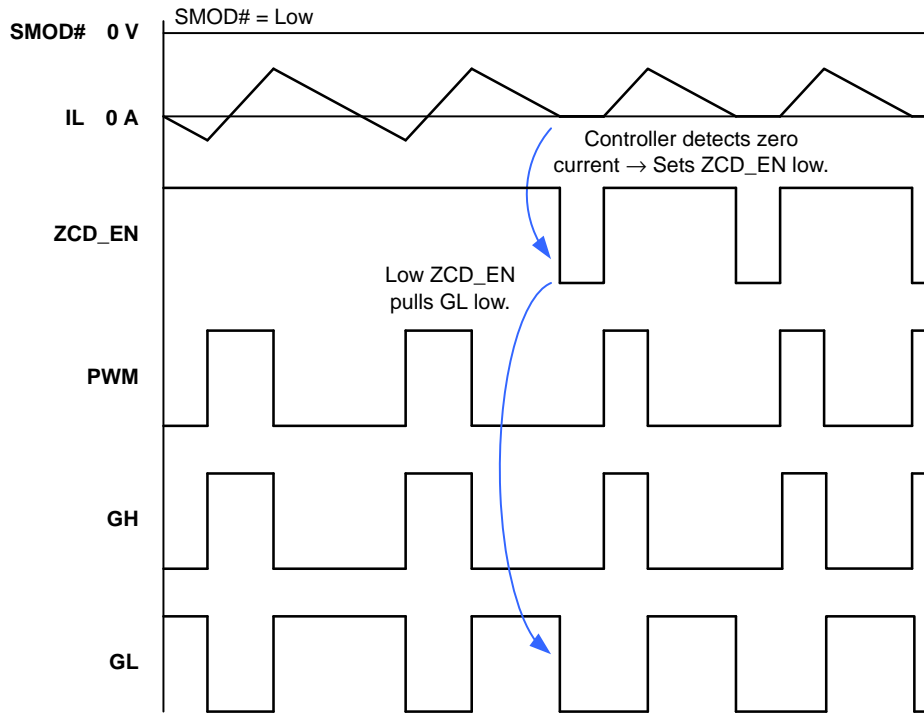 SMOD# = Low
SMOD# 0 V
IL 0 A
Controller detects zero
current → Sets ZCD_EN low.
ZCD_EN
Low ZCD_EN
pulls GL low.
PWM
GH
GL